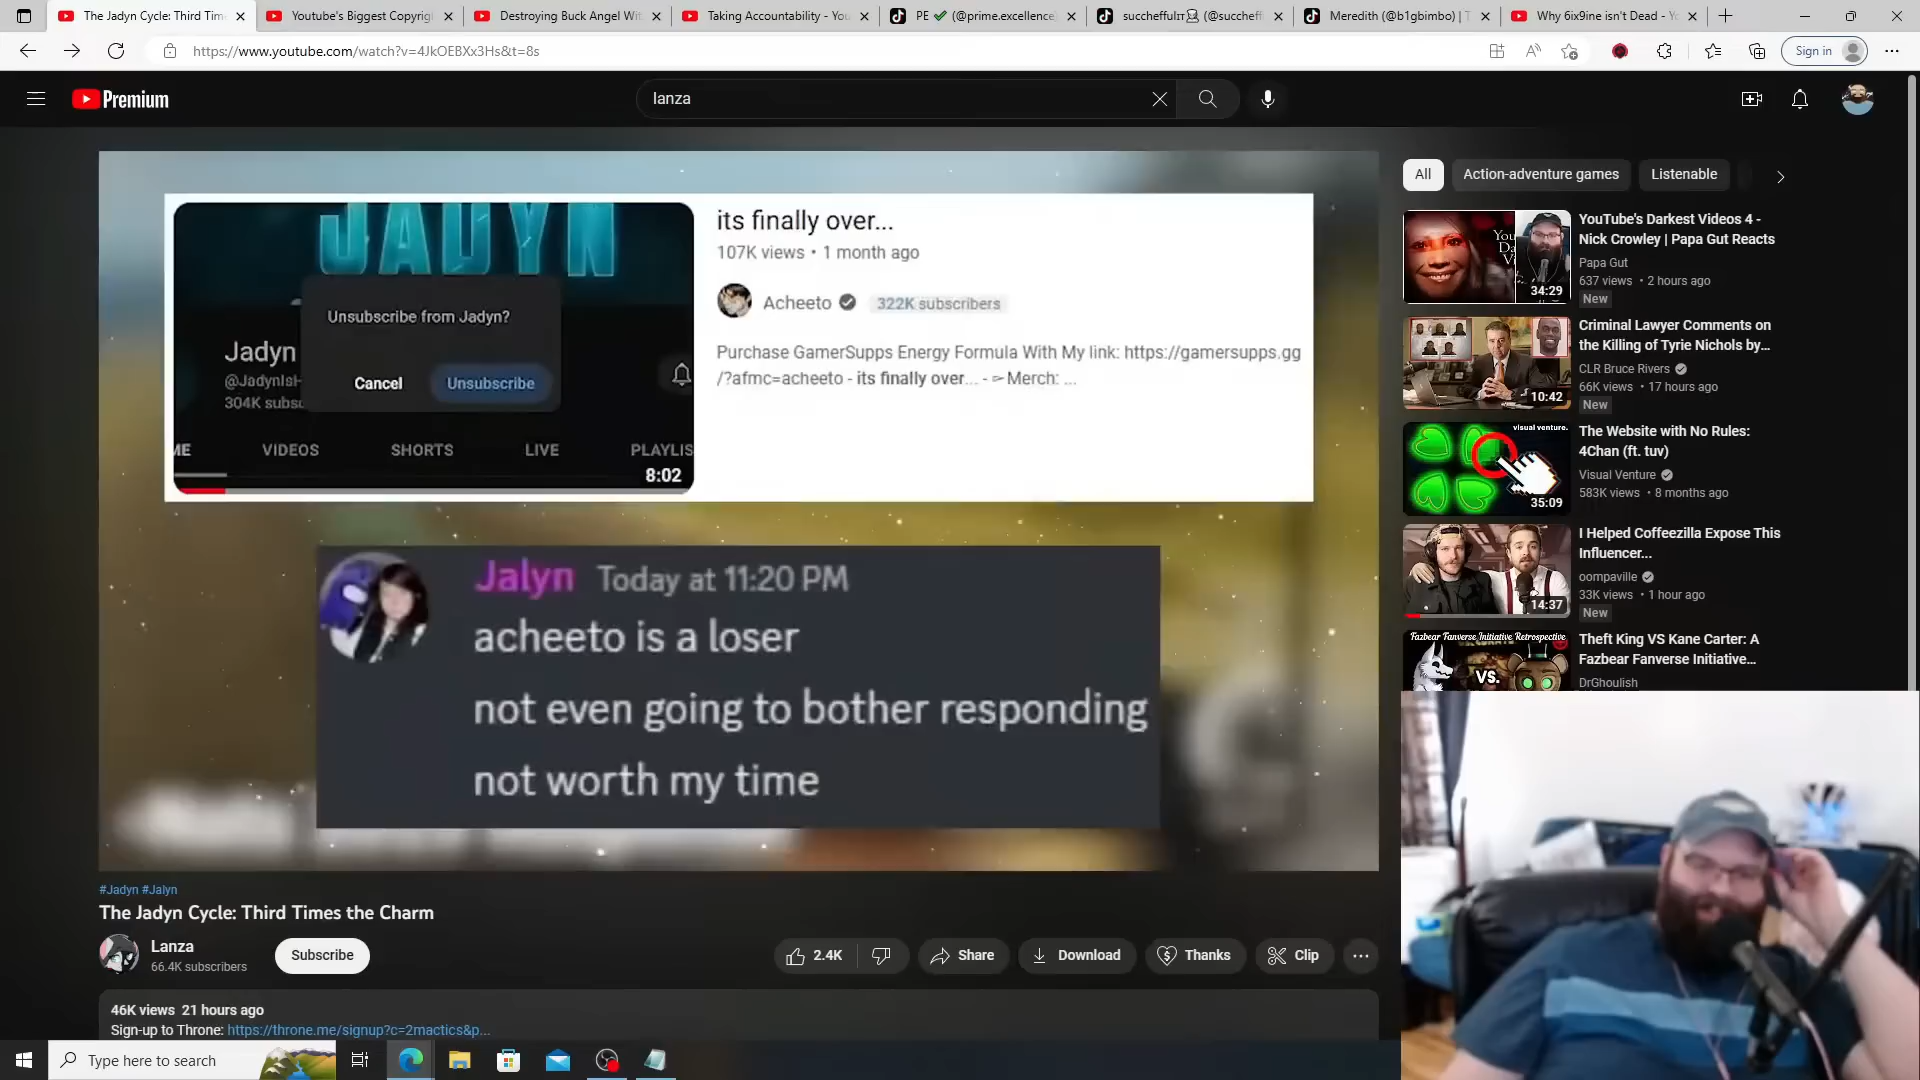 The Jadyn Cycle: Third Tim
Youtube's Biggest Copyrig
Destroying Buck Angel Wi
Taking Accountability - Yo
PE ✔ (@prime.excellence
(@succheff
Meredith (@b1gbimbo) | T
Why 6ix9ine isn't Dead - Y
https://www.youtube.com/watch?v=4JkOEBXx3Hs&t=8s
Sign in
Premium
lanza
JADYN
Unsubscribe from Jadyn?
Cancel
Unsubscribe
Jadyn
@JadynIsI
304K subsc
ME VIDEOS SHORTS LIVE PLAYLIS
8:02
its finally over...
107K views • 1 month ago
Acheeto
322K subscribers
Purchase GamerSupps Energy Formula With My link: https://gamersupps.gg
/?afmc=acheeto - its finally over... - ➢ Merch: ...
Jalyn Today at 11:20 PM
acheeto is a loser
not even going to bother responding
not worth my time
#Jadyn #Jalyn
The Jadyn Cycle: Third Times the Charm
Lanza
66.4K subscribers
Subscribe
2.4K
Share
Download
Thanks
Clip
46K views 21 hours ago
Sign-up to Throne: https://throne.me/signup?c=2mactics&p...
All
Action-adventure games
Listenable
34:29
YouTube's Darkest Videos 4 -
Nick Crowley | Papa Gut Reacts
Papa Gut
637 views • 2 hours ago
New
10:42
Criminal Lawyer Comments on
the Killing of Tyrie Nichols by...
CLR Bruce Rivers
66K views • 17 hours ago
New
visual venture.
35:09
The Website with No Rules:
4Chan (ft. tuv)
Visual Venture
583K views • 8 months ago
14:37
I Helped Coffeezilla Expose This
Influencer...
oompaville
33K views • 1 hour ago
New
Fazbear Fanverse Initiative Retrospective
VS.
Theft King VS Kane Carter: A
Fazbear Fanverse Initiative...
DrGhoulish
Type here to search